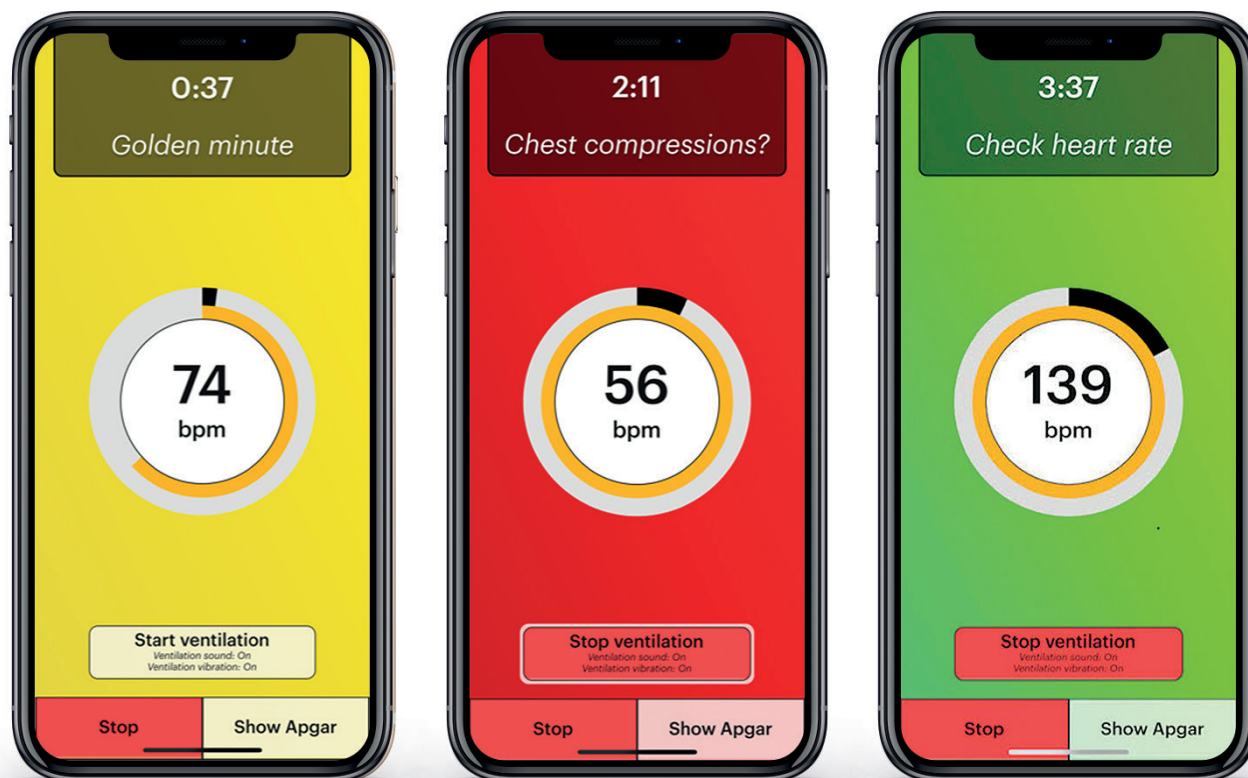 0:37
Golden minute
74
bpm
Start ventilation
Ventilation sound: On
Ventilation vibration: On
Stop
Show Apgar
2:11
Chest compressions?
56
bpm
Stop ventilation
Ventilation sound: On
Ventilation vibration: On
Stop
Show Apgar
3:37
Check heart rate
139
bpm
Stop ventilation
Ventilation sound: On
Ventilation vibration: On
Stop
Show Apgar